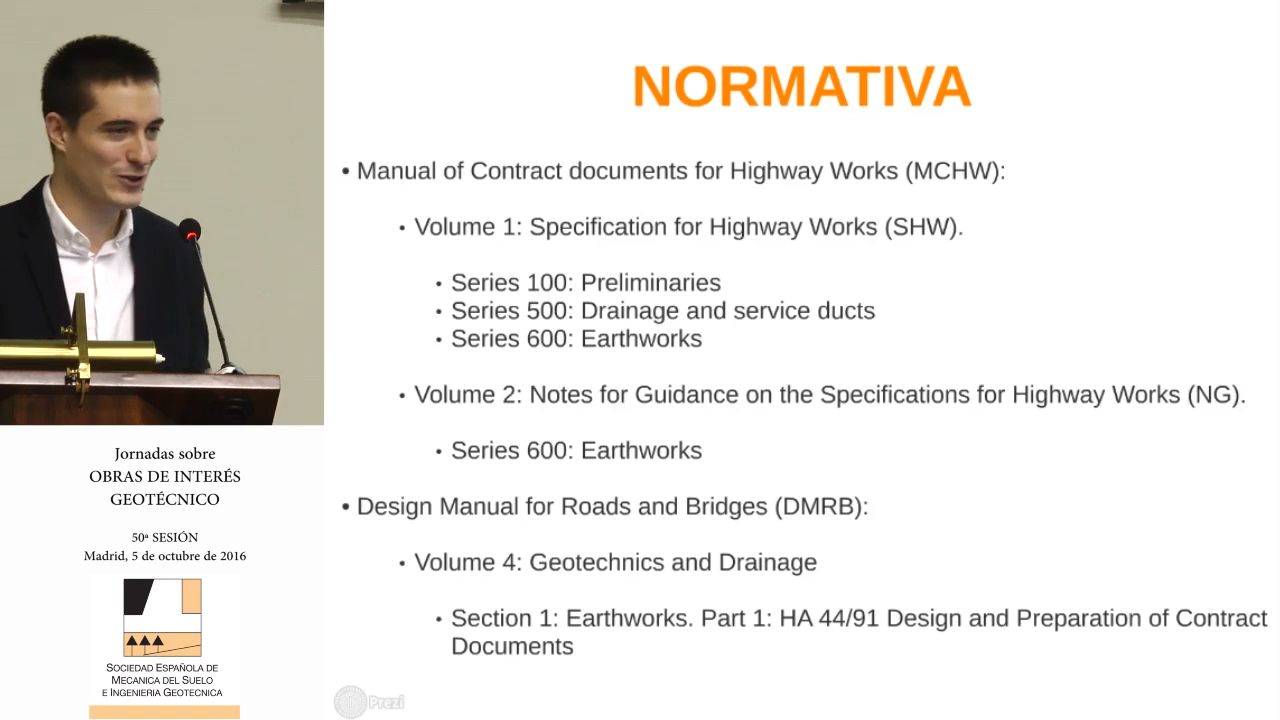 NORMATIVA
• Manual of Contract documents for Highway Works (MCHW):
• Volume 1: Specification for Highway Works (SHW).
• Series 100: Preliminaries
• Series 500: Drainage and service ducts
• Series 600: Earthworks
• Volume 2: Notes for Guidance on the Specifications for Highway Works (NG).
• Series 600: Earthworks
• Design Manual for Roads and Bridges (DMRB):
• Volume 4: Geotechnics and Drainage
• Section 1: Earthworks. Part 1: HA 44/91 Design and Preparation of Contract
Documents
Prezi
Jornadas sobre
OBRAS DE INTERÉS
GEOTÉCNICO
50ª SESIÓN
Madrid, 5 de octubre de 2016
SOCIEDAD ESPAÑOLA DE
MECANICA DEL SUELO
E INGENIERIA GEOTECNICA